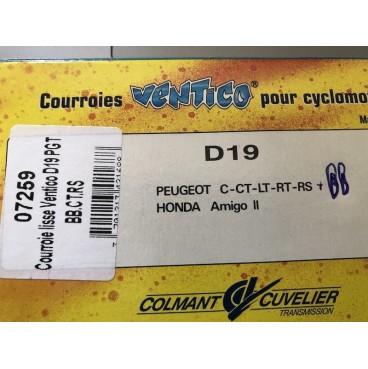 Courroies VENTICO® pour cyclomo
M
D19
PEUGEOT C-CT-LT-RT-RS + BB
HONDA Amigo II
COLMANT CUVELIER
TRANSMISSION
07259
Courroie lisse Ventico D19 PGT
BB.CT.RS